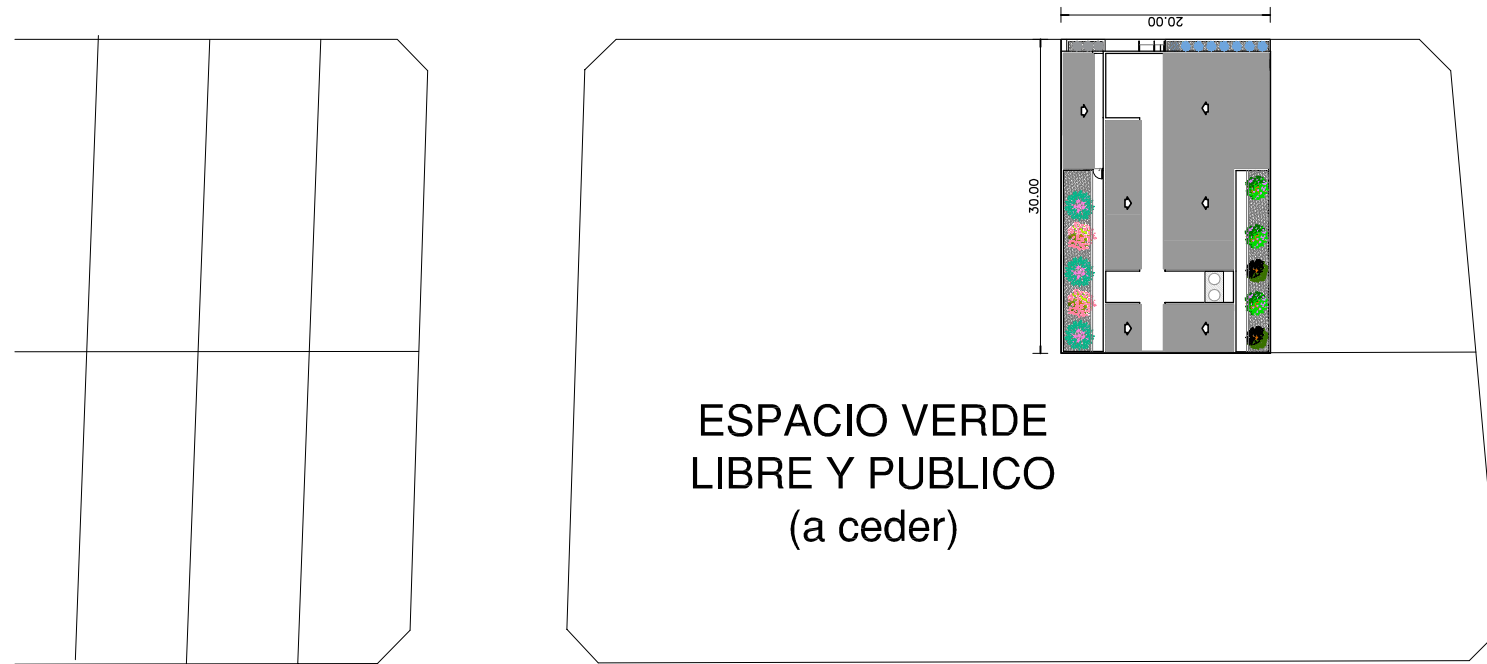 20.00
30.00
ESPACIO VERDE
LIBRE Y PUBLICO
(a ceder)